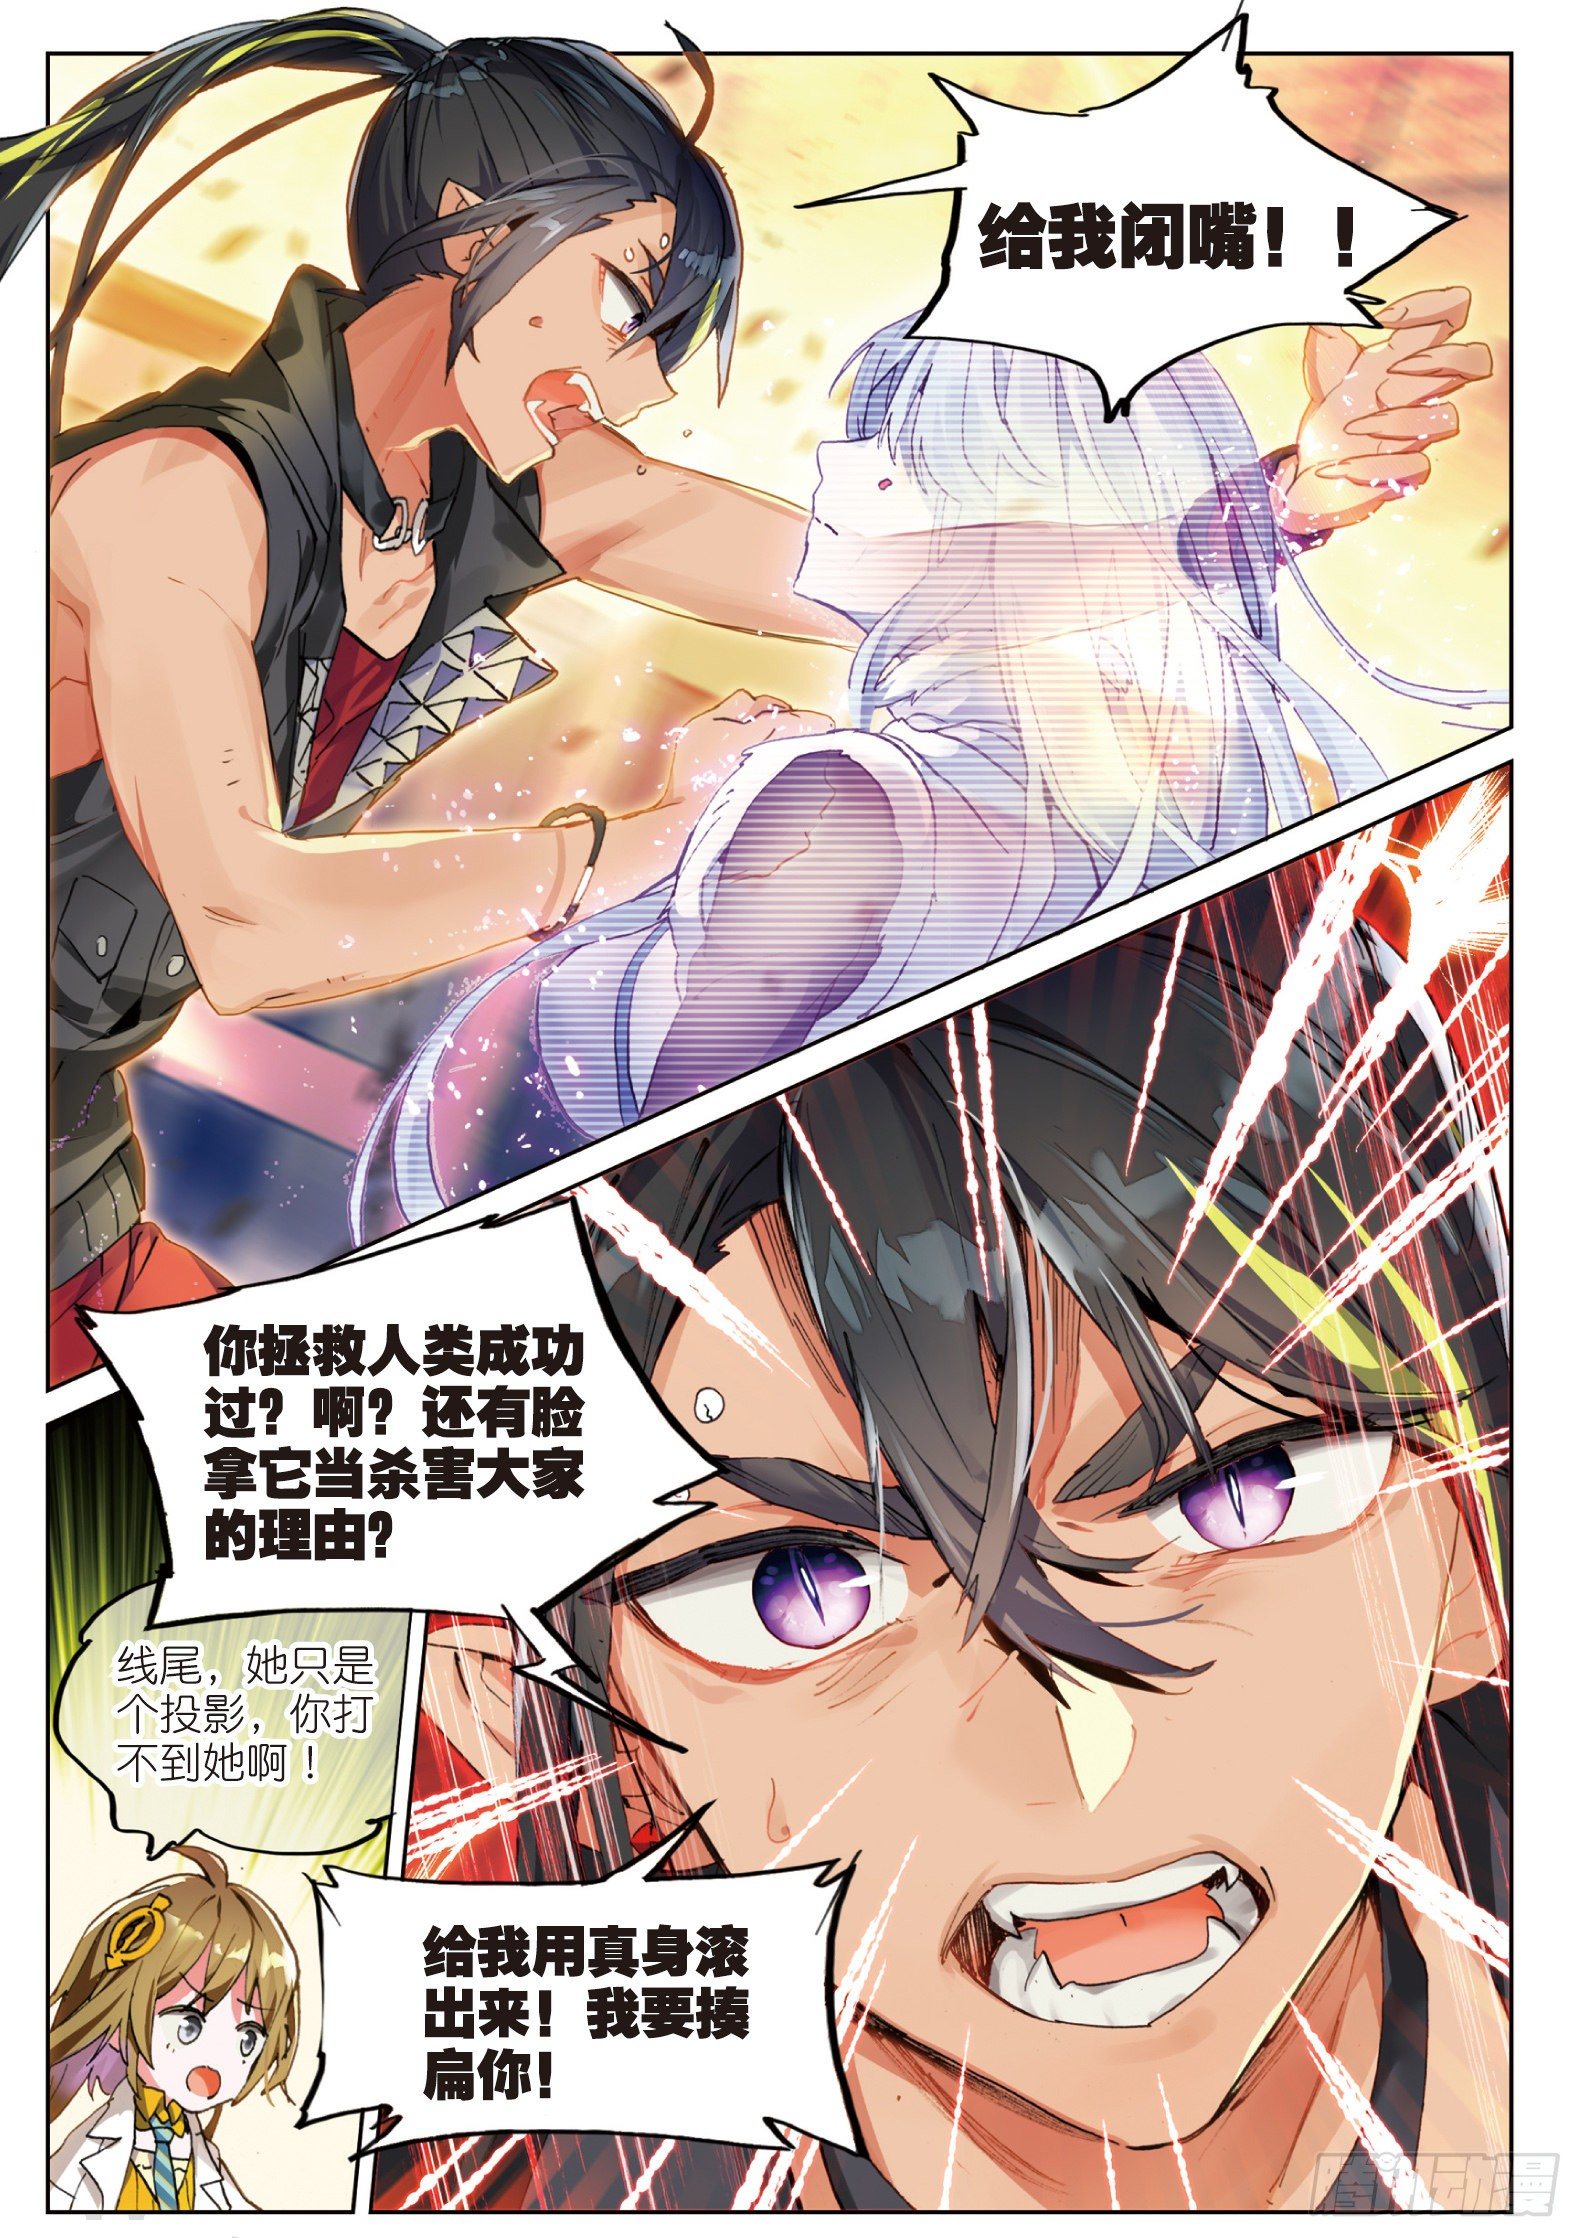 给我闭嘴！！
你拯救人类成功
过？啊？还有脸
拿它当杀害大家
的理由？
线尾，她只是
个投影，你打
不到她啊！
给我用真身滚
出来！我要揍
扁你！
腾讯动漫